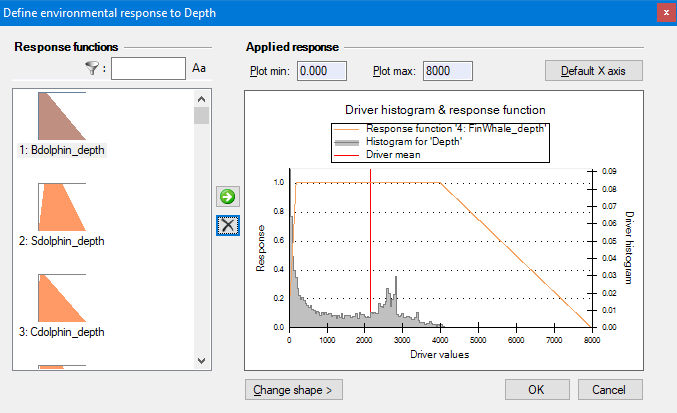 Define environmental response to Depth
x
Response functions
: Aa
1: Bdolphin_depth
2: Sdolphin_depth
3: Cdolphin_depth
Applied response
Plot min: 0.000 Plot max: 8000 Default X axis
Driver histogram & response function
Response function '4: FinWhale_depth'
Histogram for 'Depth'
Driver mean
Response
1.0
0.8
0.6
0.4
0.2
0.0
0.09
0.08
0.07
0.06
0.05
0.04
0.03
0.02
0.01
0.00
Driver histogram
0 1000 2000 3000 4000 5000 6000 7000 8000
Driver values
Change shape > OK Cancel